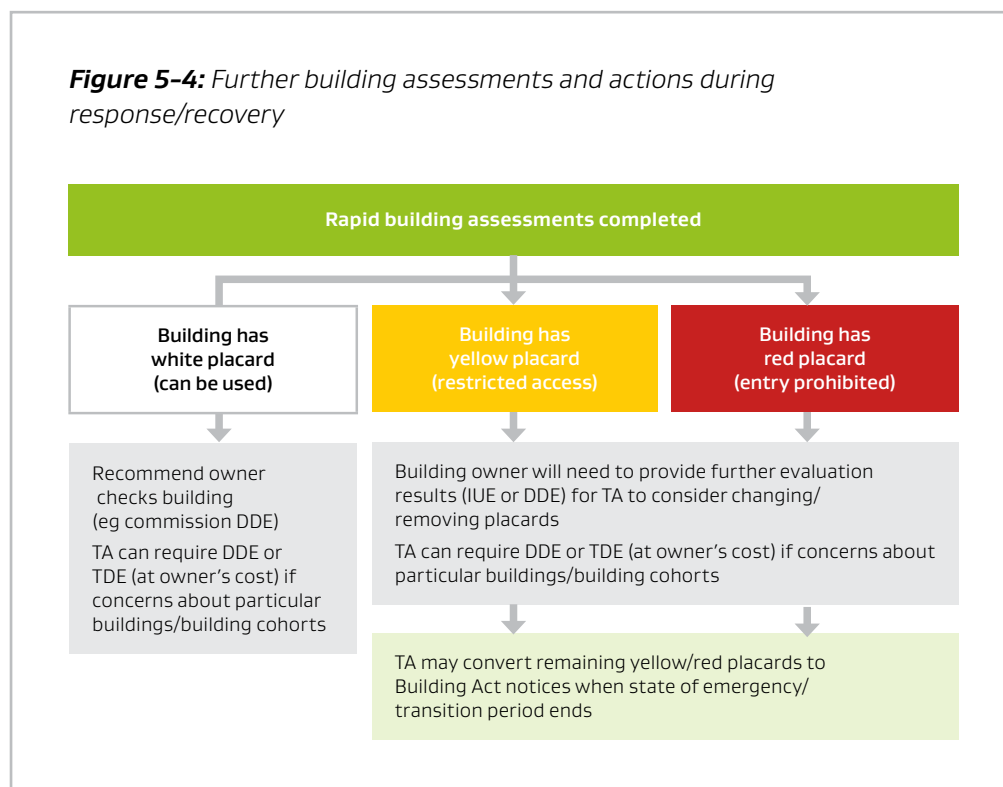 Figure 5-4: Further building assessments and actions during
response/recovery
Rapid building assessments completed
Building has
white placard
(can be used)
Building has
yellow placard
(restricted access)
Building has
red placard
(entry prohibited)
Recommend owner
checks building
(eg commission DDE)
TA can require DDE or
TDE (at owner's cost) if
concerns about particular
buildings/building cohorts
Building owner will need to provide further evaluation
results (IUE or DDE) for TA to consider changing/
removing placards
TA can require DDE or TDE (at owner's cost) if concerns about
particular buildings/building cohorts
TA may convert remaining yellow/red placards to
Building Act notices when state of emergency/
transition period ends